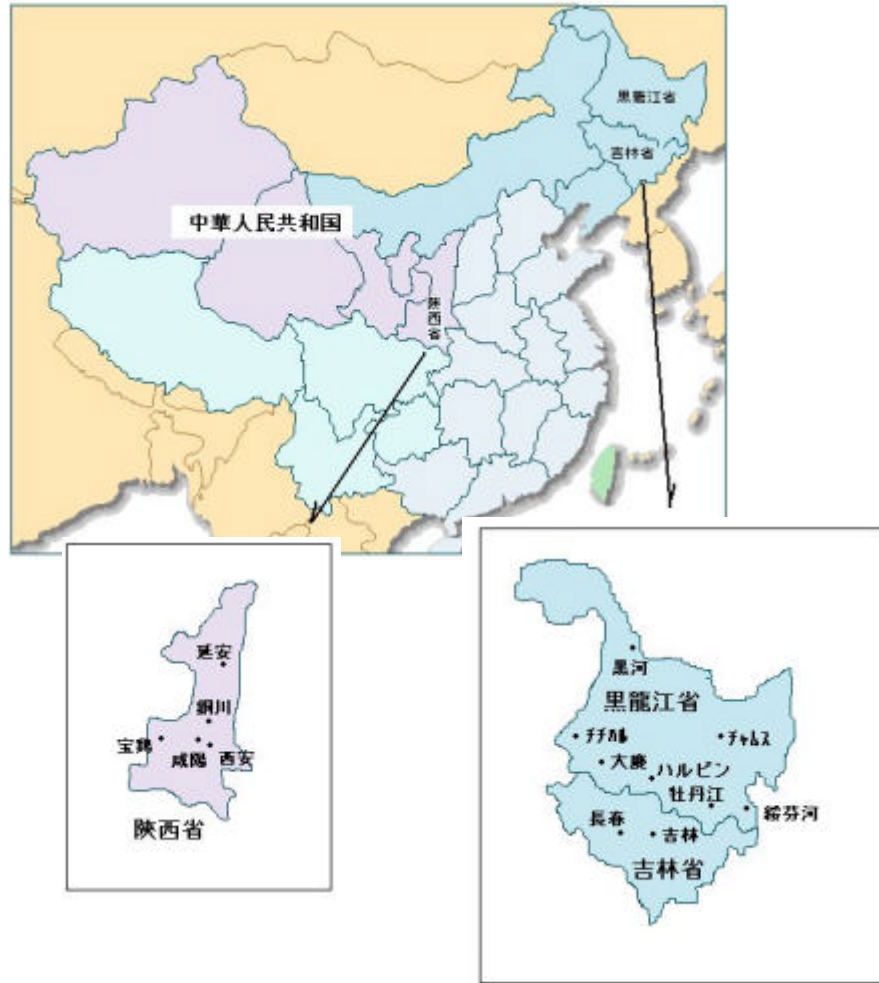 黒龍江省
吉林省
中華人民共和国
陝西省
延安
銅川
宝鶏
咸陽
西安
陝西省
黒河
黒龍江省
チチカル
チャムス
大慶
ハルピン
牡丹江
綏芬河
長春
吉林
吉林省